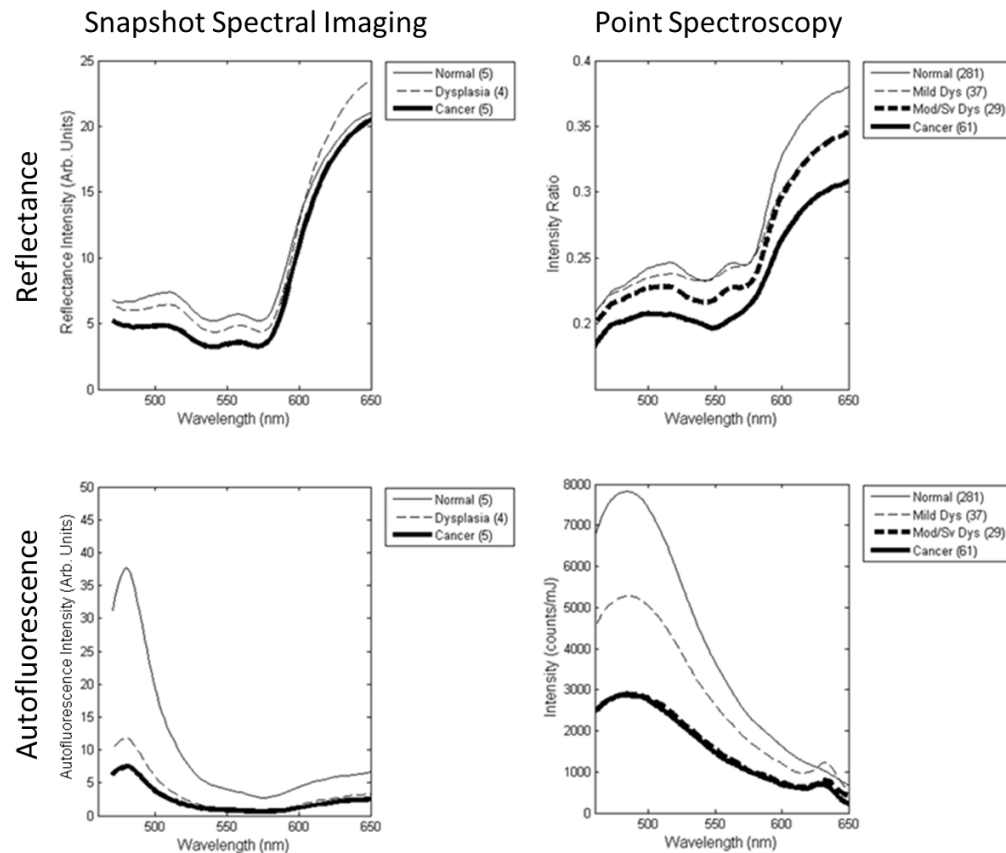 Snapshot Spectral Imaging
Point Spectroscopy
Reflectance
Reflectance Intensity (Arb. Units)
25
20
15
10
5
0
500
550
600
650
Wavelength (nm)
Normal (5)
Dysplasia (4)
Cancer (5)
Intensity Ratio
0.4
0.35
0.3
0.25
0.2
500
550
600
650
Wavelength (nm)
Normal (281)
Mild Dys (37)
Mod/Sv Dys (29)
Cancer (61)
Autofluorescence
Autofluorescence Intensity (Arb. Units)
50
45
40
35
30
25
20
15
10
5
0
500
550
600
650
Wavelength (nm)
Normal (5)
Dysplasia (4)
Cancer (5)
Intensity (counts/mJ)
8000
7000
6000
5000
4000
3000
2000
1000
0
500
550
600
650
Wavelength (nm)
Normal (281)
Mild Dys (37)
Mod/Sv Dys (29)
Cancer (61)